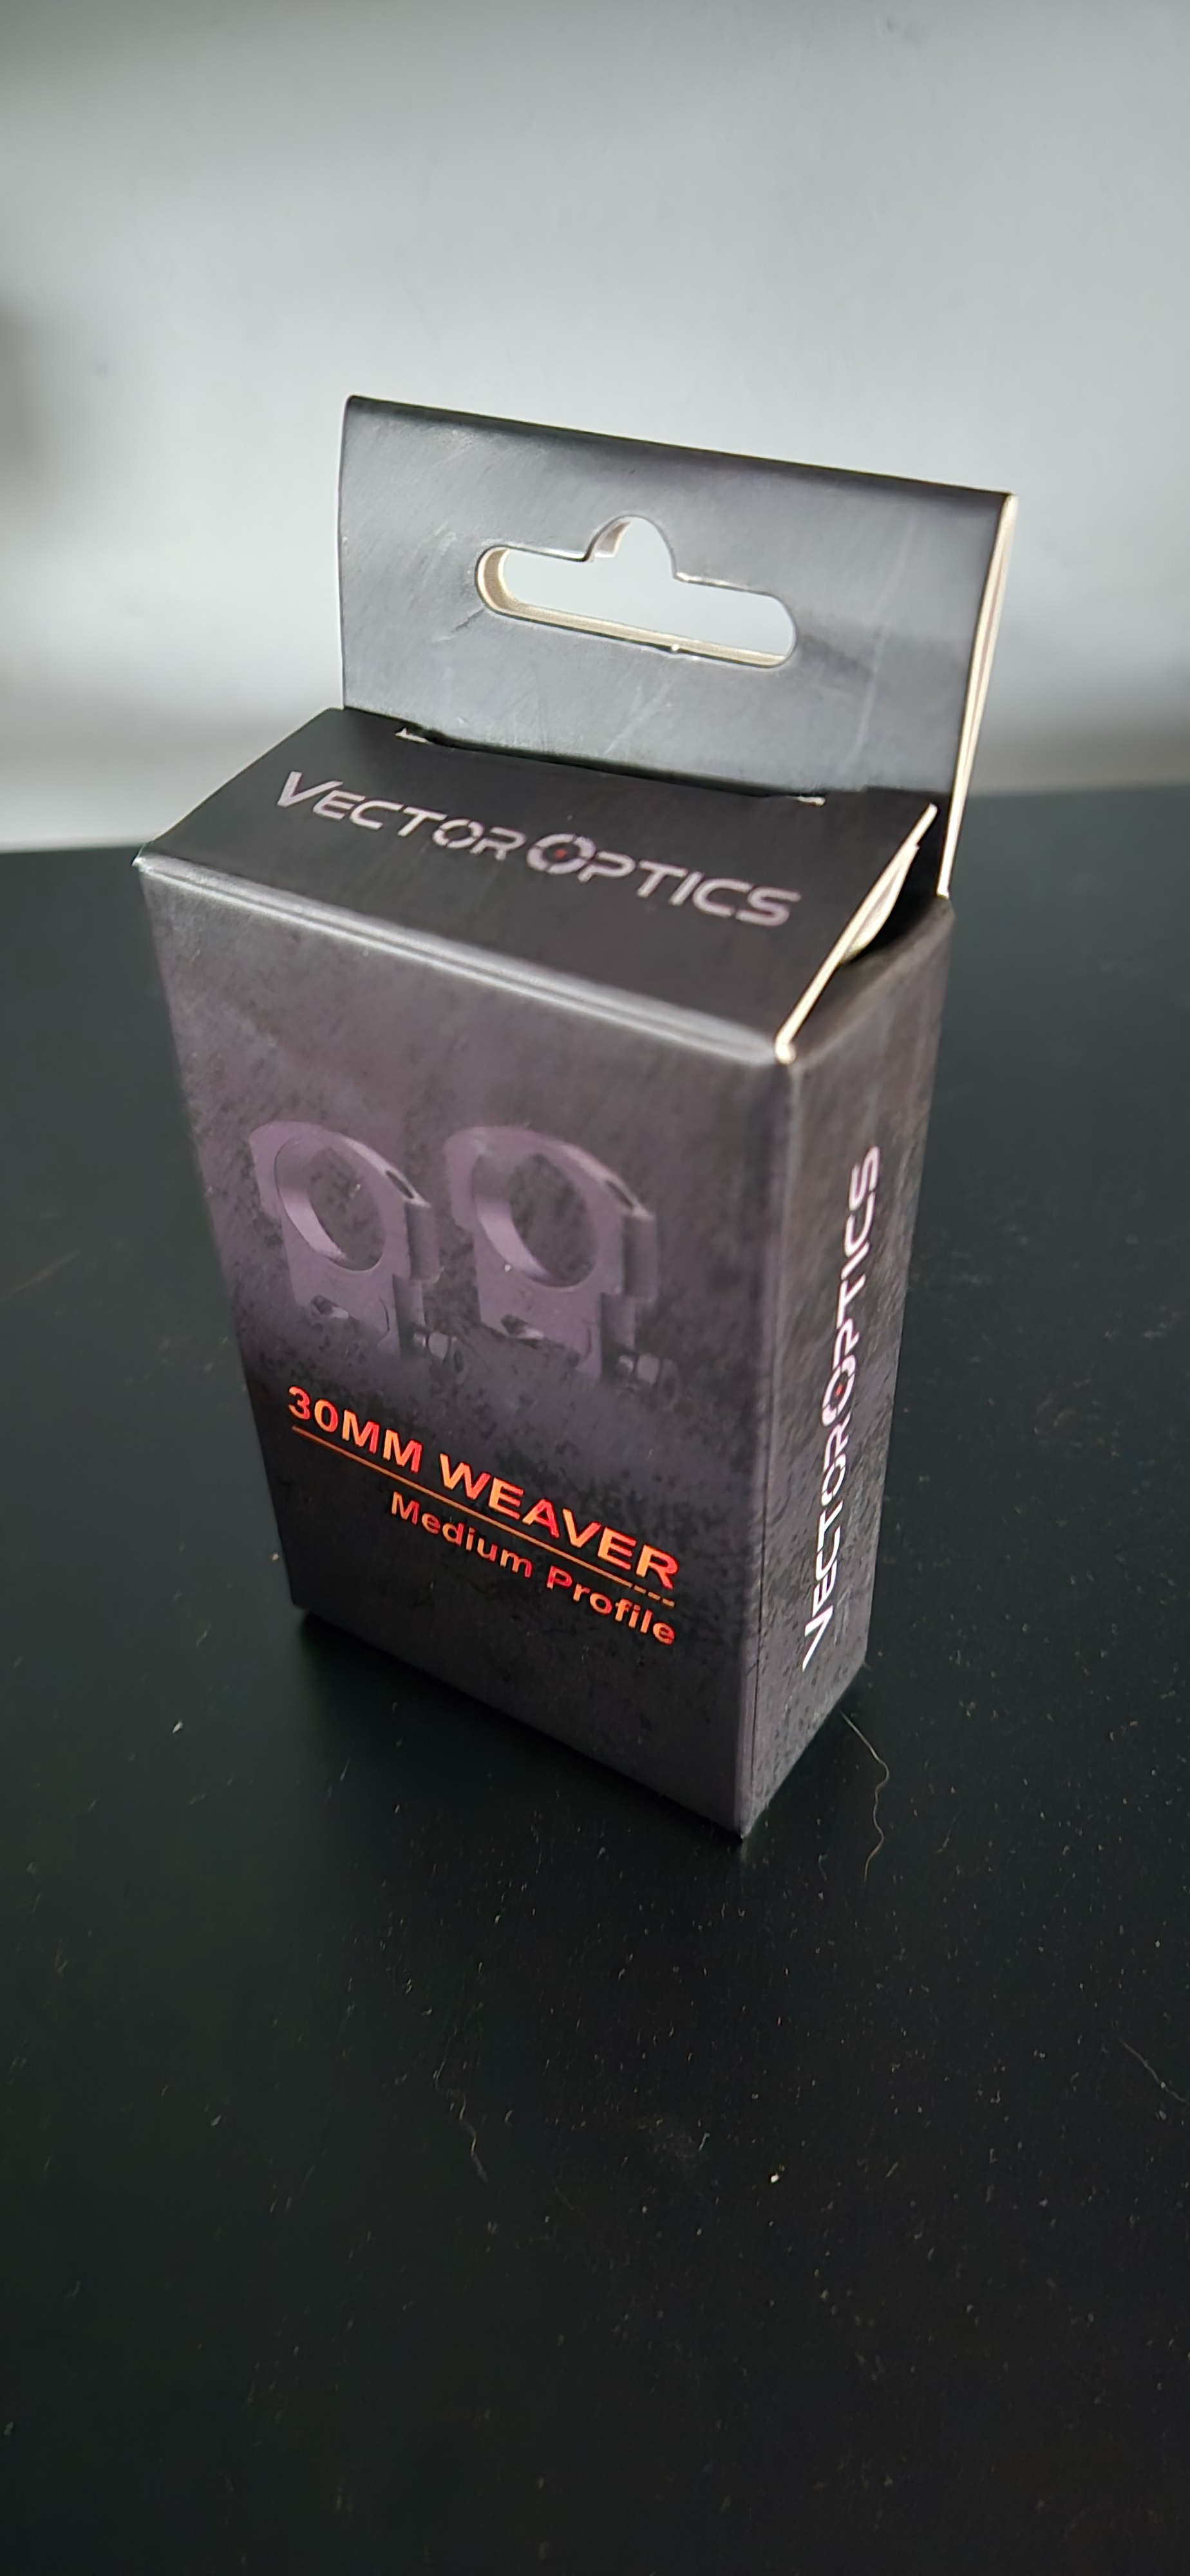 VECTOR OPTICS
30MM WEAVER
Medium Profile
VECTOR OPTICS